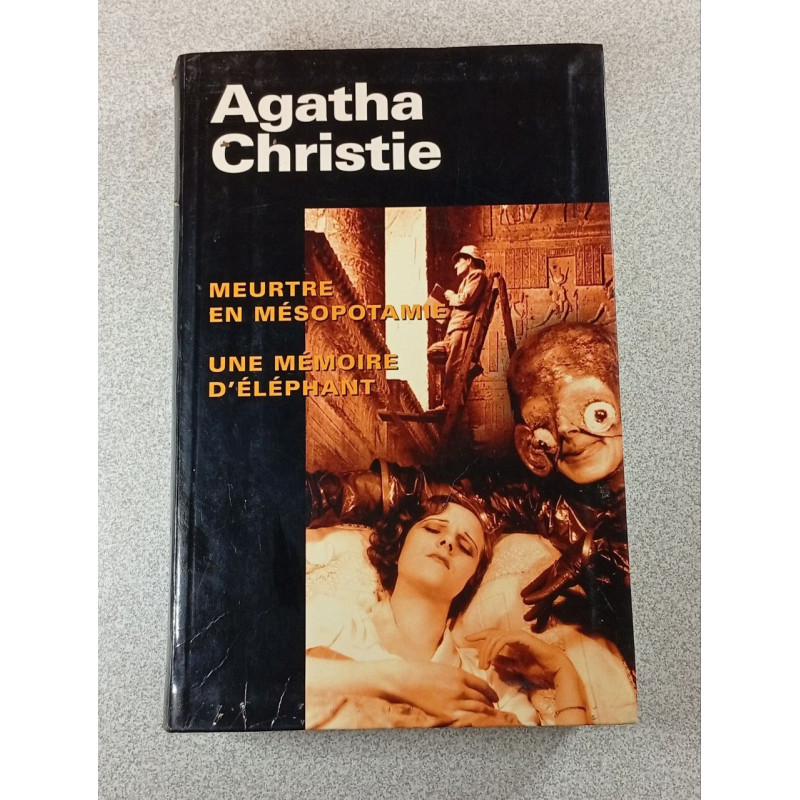 Agatha
Christie
MEURTRE
EN MÉSOPOTAMIE
UNE MÉMOIRE
D'ÉLÉPHANT